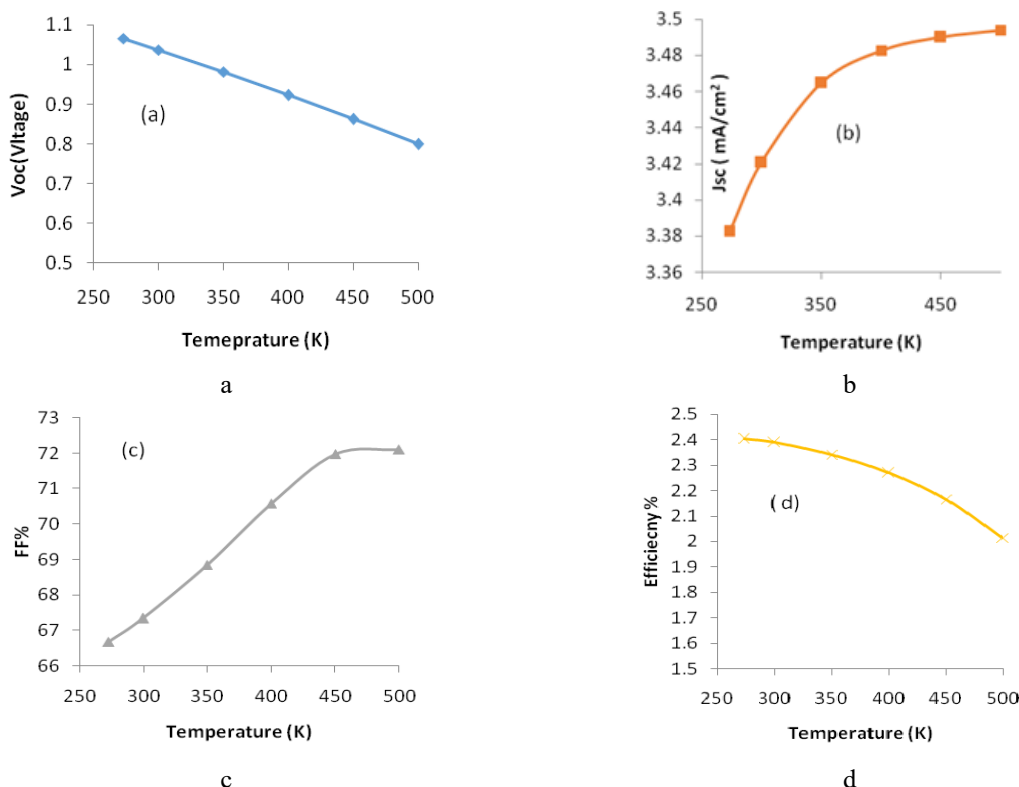 1.1
1
0.9
0.8
0.7
0.6
0.5
Voc(Vltage)
(a)
250 300 350 400 450 500
Temeprature (K)
a
3.5
3.48
3.46
3.44
3.42
3.4
3.38
3.36
Jsc ( mA/cm²)
(b)
250 350 450
Temperature (K)
b
73
72
71
70
69
68
67
66
FF%
(c)
250 300 350 400 450 500
Temperature (K)
c
2.5
2.4
2.3
2.2
2.1
2
1.9
1.8
1.7
1.6
1.5
Efficiecny %
( d)
250 300 350 400 450 500
Temperature (K)
d